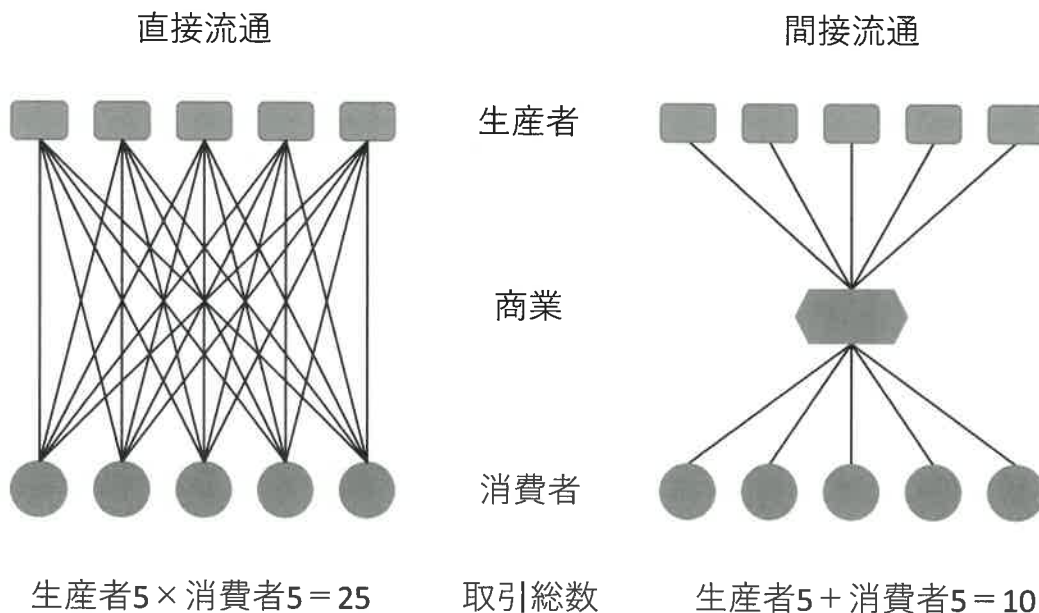 直接流通
間接流通
生産者
商業
消費者
生産者5×消費者5＝25
取引総数
生産者5＋消費者5＝10